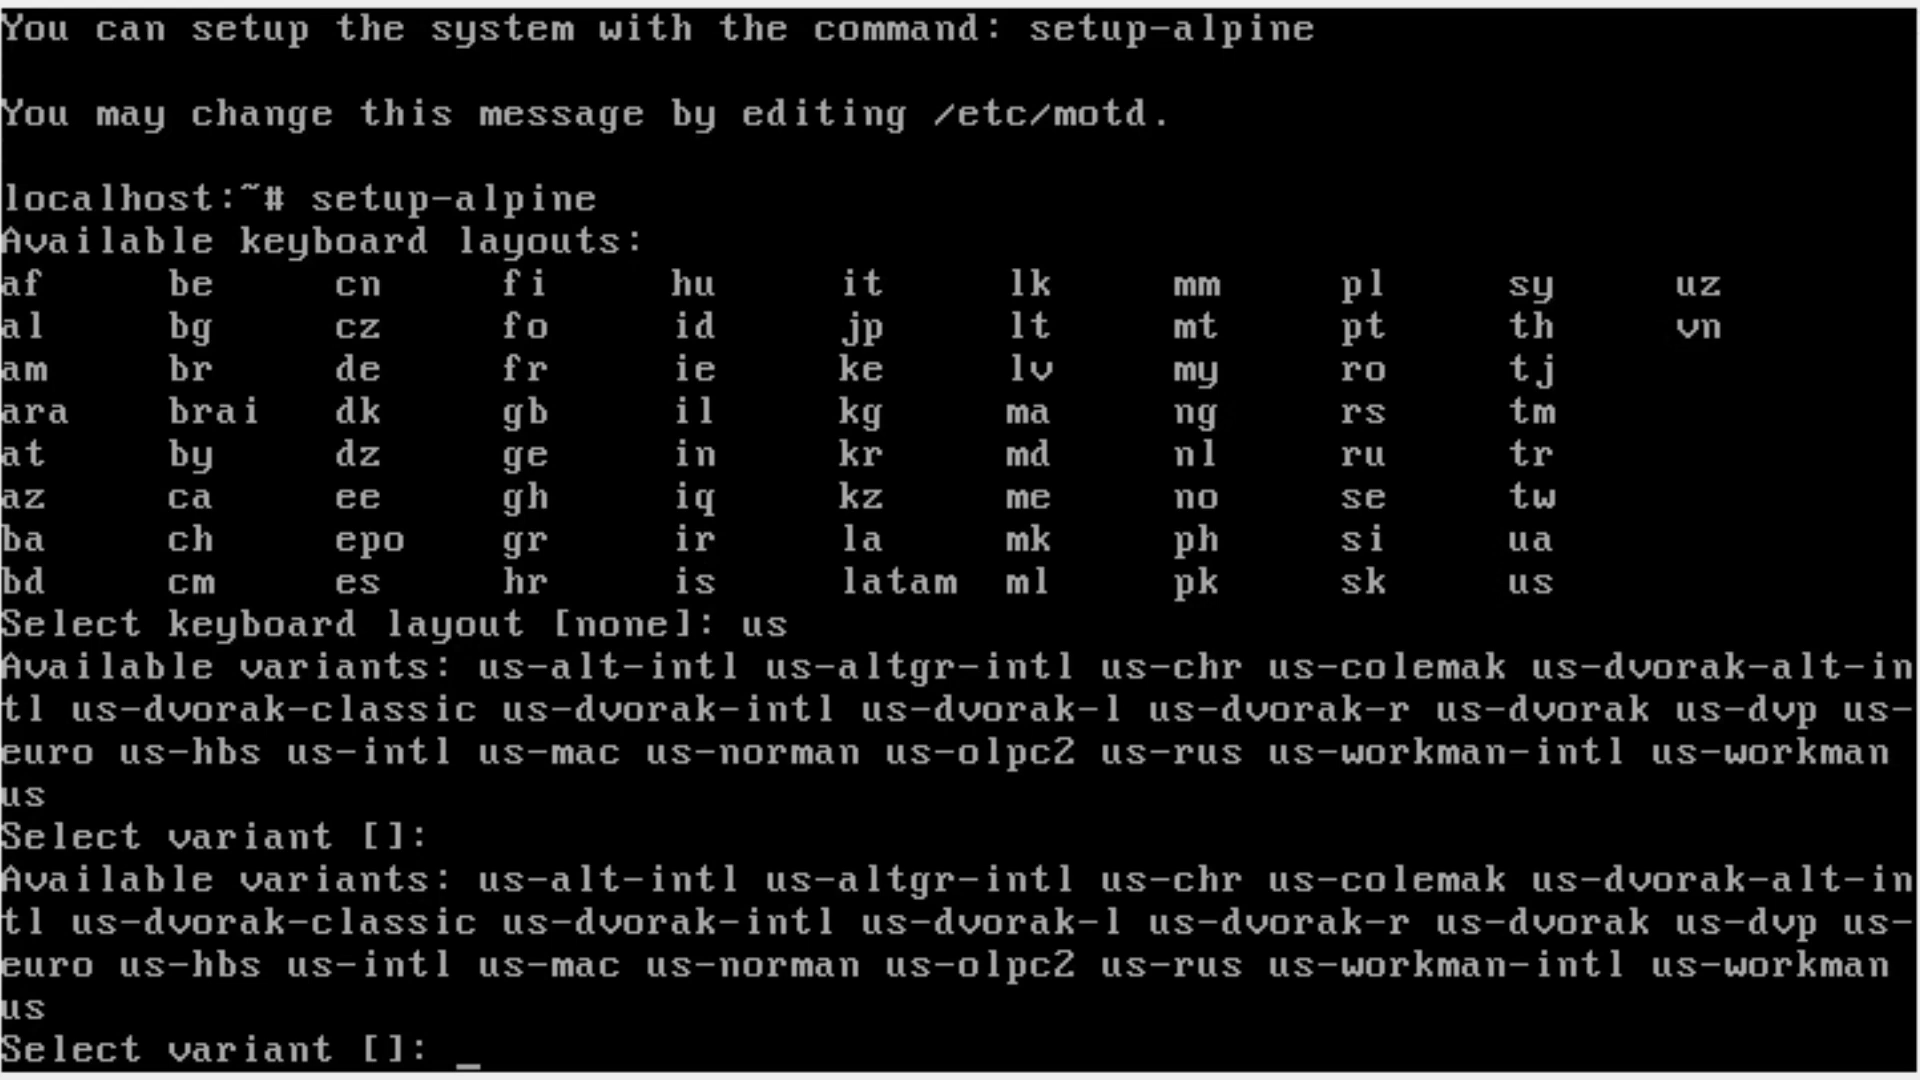 You can setup the system with the command: setup-alpine
You may change this message by editing /etc/motd.
localhost:~# setup-alpine
Available keyboard layouts:
af be cn fi hu it lk mm pl sy uz
al bg cz fo id jp lt mt pt th vn
am br de fr ie ke lv my ro tj
ara brai dk gb il kg ma ng rs tm
at by dz ge in kr md nl ru tr
az ca ee gh iq kz me no se tw
ba ch epo gr ir la mk ph si ua
bd cm es hr is latam ml pk sk us
Select keyboard layout [none]: us
Available variants: us-alt-intl us-altgr-intl us-chr us-colemak us-dvorak-alt-in
tl us-dvorak-classic us-dvorak-intl us-dvorak-l us-dvorak-r us-dvorak us-dvp us-
euro us-hbs us-intl us-mac us-norman us-olpc2 us-rus us-workman-intl us-workman
us
Select variant []:
Available variants: us-alt-intl us-altgr-intl us-chr us-colemak us-dvorak-alt-in
tl us-dvorak-classic us-dvorak-intl us-dvorak-l us-dvorak-r us-dvorak us-dvp us-
euro us-hbs us-intl us-mac us-norman us-olpc2 us-rus us-workman-intl us-workman
us
Select variant []: _